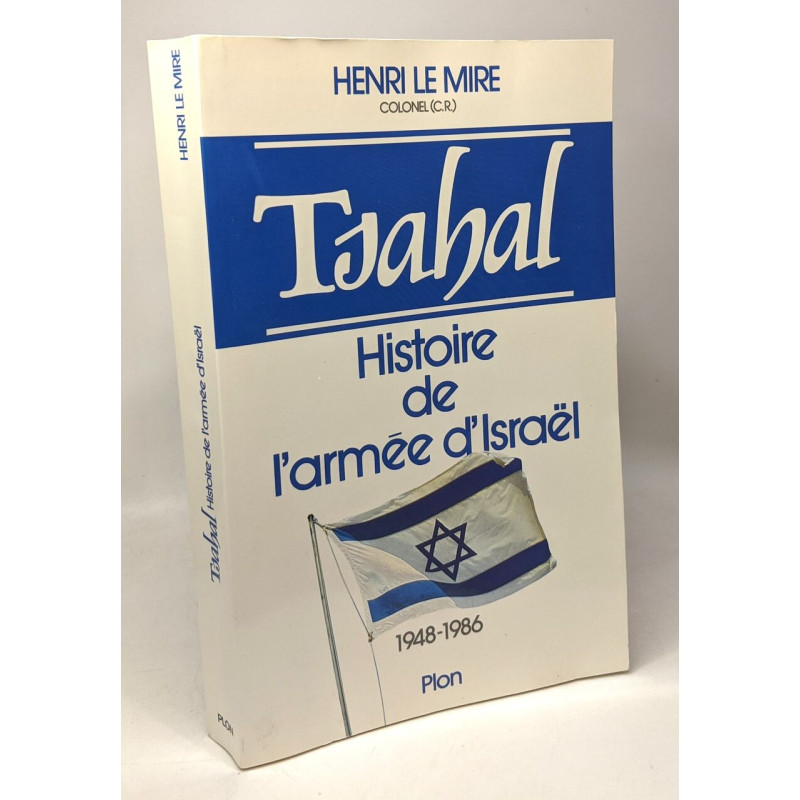 HENRI LE MIRE
COLONEL (C.R.)
Tsahal
Histoire
de
l'armée d'Israël
1948-1986
Plon
HENRI LE MIRE
Tsahal Histoire de l'armée d'Israël
PLON